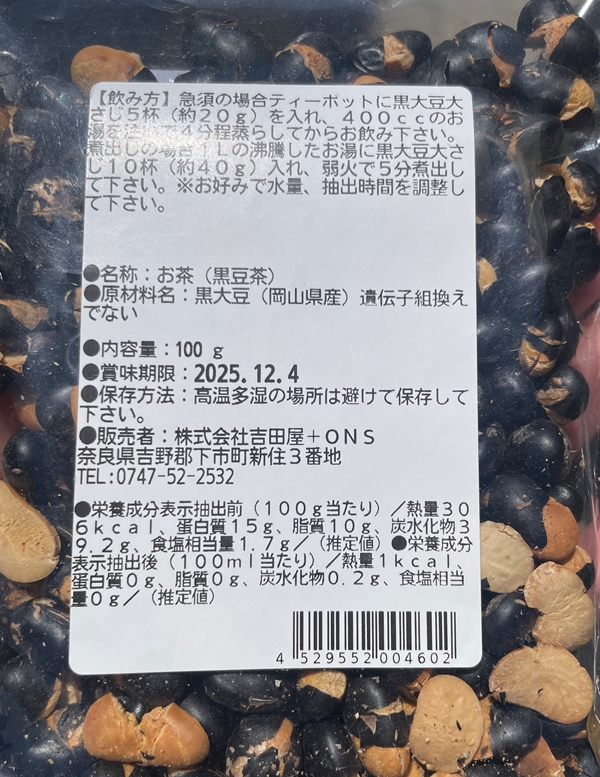 【飲み方】急須の場合ティーポットに黒大豆大
さじ５杯（約２０ｇ）を入れ、４００ｃｃのお
湯を注いで４分程蒸らしてからお飲み下さい。
煮出しの場合１Ｌの沸騰したお湯に黒大豆大さ
じ１０杯（約４０ｇ）入れ、弱火で５分煮出し
て下さい。※お好みで水量、抽出時間を調整し
て下さい。
●名称：お茶（黒豆茶）
●原材料名：黒大豆（岡山県産）遺伝子組換え
でない
●内容量：100 ｇ
●賞味期限：2025.12.4
●保存方法：高温多湿の場所は避けて保存して
下さい。
●販売者：株式会社吉田屋＋ＯＮＳ
奈良県吉野郡下市町新住３番地
TEL:0747-52-2532
●栄養成分表示抽出前（１００ｇ当たり）／熱量３０
６ｋｃａｌ、蛋白質１５ｇ、脂質１０ｇ、炭水化物３
９.２ｇ、食塩相当量１.７ｇ／（推定値）●栄養成分
表示抽出後（１００ｍｌ当たり）／熱量１ｋｃａｌ、
蛋白質０ｇ、脂質０ｇ、炭水化物０.２ｇ、食塩相当
量０ｇ／（推定値）
4 529552 004602